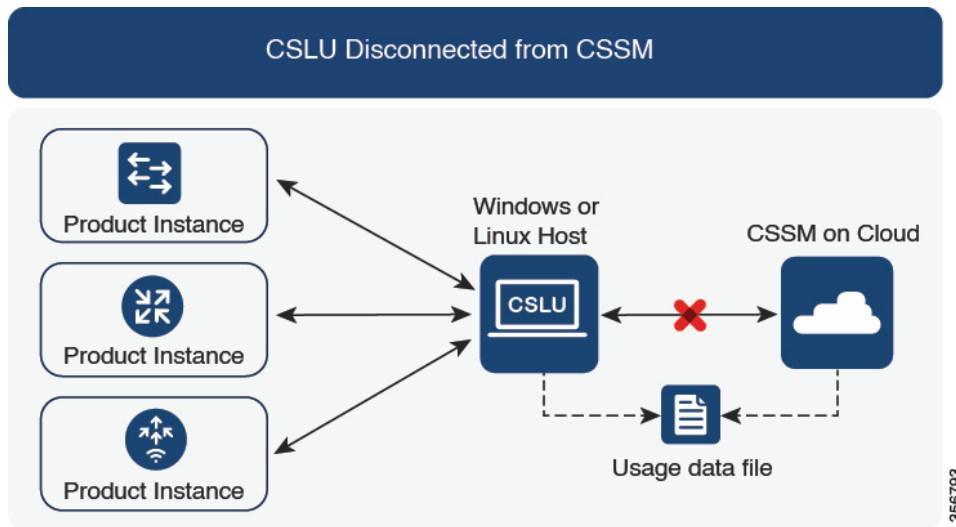 CSLU Disconnected from CSSM
Product Instance
Product Instance
Product Instance
Windows or
Linux Host
CSLU
CSSM on Cloud
Usage data file
356793